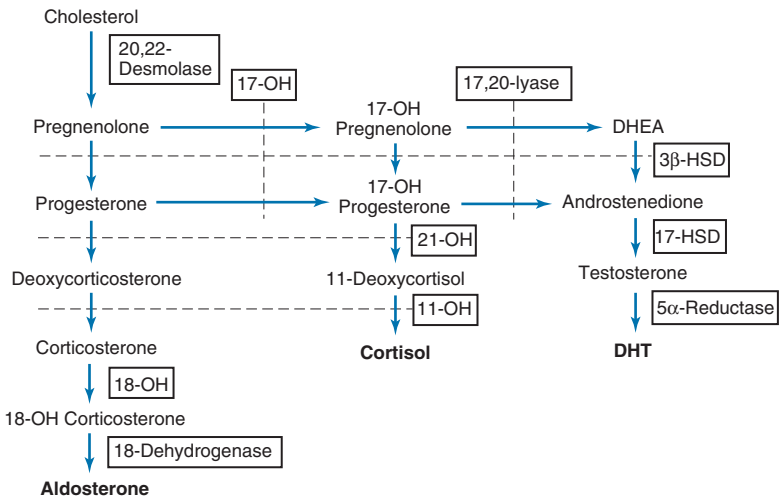 Cholesterol
20,22-
Desmolase
17-OH
17,20-lyase
Pregnenolone
17-OH
Pregnenolone
DHEA
3β-HSD
Progesterone
17-OH
Progesterone
Androstenedione
21-OH
17-HSD
Deoxycorticosterone
11-Deoxycortisol
Testosterone
11-OH
5α-Reductase
Corticosterone
Cortisol
DHT
18-OH
18-OH Corticosterone
18-Dehydrogenase
Aldosterone